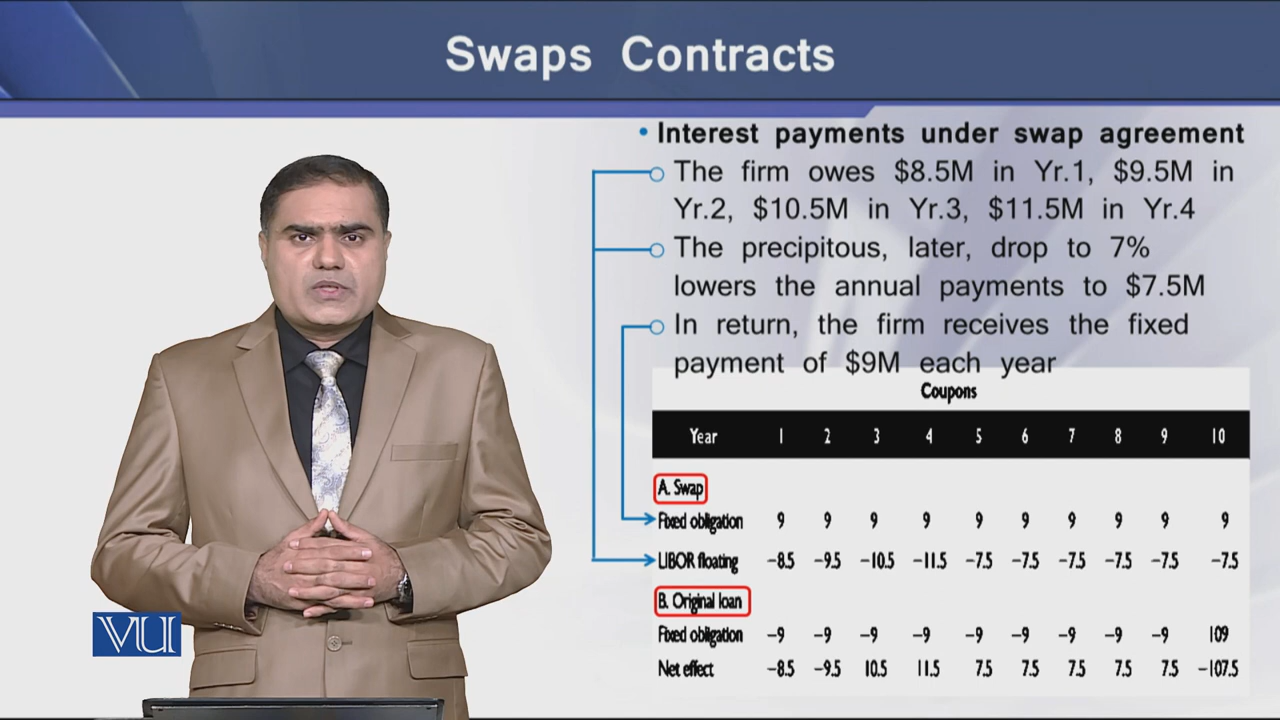 Swaps Contracts
• Interest payments under swap agreement
The firm owes $8.5M in Yr.1, $9.5M in
Yr.2, $10.5M in Yr.3, $11.5M in Yr.4
The precipitous, later, drop to 7%
lowers the annual payments to $7.5M
In return, the firm receives the fixed
payment of $9M each year
Coupons
Year 1 2 3 4 5 6 7 8 9 10
A. Swap
Fixed obligation 9 9 9 9 9 9 9 9 9 9
LIBOR floating −8.5 −9.5 −10.5 −11.5 −7.5 −7.5 −7.5 −7.5 −7.5 −7.5
B. Original loan
Fixed obligation −9 −9 −9 −9 −9 −9 −9 −9 −9 109
Net effect −8.5 −9.5 10.5 11.5 7.5 7.5 7.5 7.5 7.5 −107.5
VU